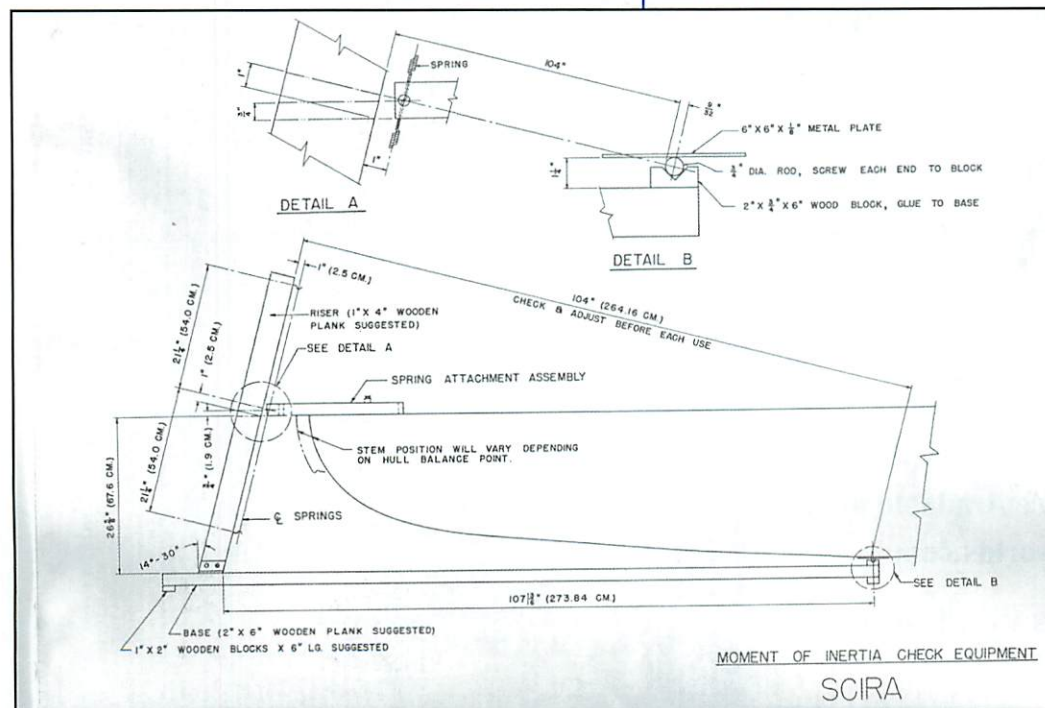 1"
3/4"
SPRING
104"
9/32"
6" X 6" X 1/8" METAL PLATE
3/4" DIA. ROD, SCREW EACH END TO BLOCK
2" X 3/4" X 6" WOOD BLOCK, GLUE TO BASE
1"
DETAIL A
DETAIL B
1" (2.5 CM.)
104" (264.16 CM.)
CHECK & ADJUST BEFORE EACH USE
21 1/4" (54.0 CM.)
1" (2.5 CM.)
RISER (1" X 4" WOODEN
PLANK SUGGESTED)
SEE DETAIL A
SPRING ATTACHMENT ASSEMBLY
STEM POSITION WILL VARY DEPENDING
ON HULL BALANCE POINT.
21 1/4" (54.0 CM.)
3/4" (1.9 CM.)
26 5/8" (67.6 CM.)
℄ SPRINGS
14°-30"
107 13/16" (273.84 CM.)
SEE DETAIL B
BASE (2" X 6" WOODEN PLANK SUGGESTED)
1" X 2" WOODEN BLOCKS X 6" LG. SUGGESTED
MOMENT OF INERTIA CHECK EQUIPMENT
SCIRA